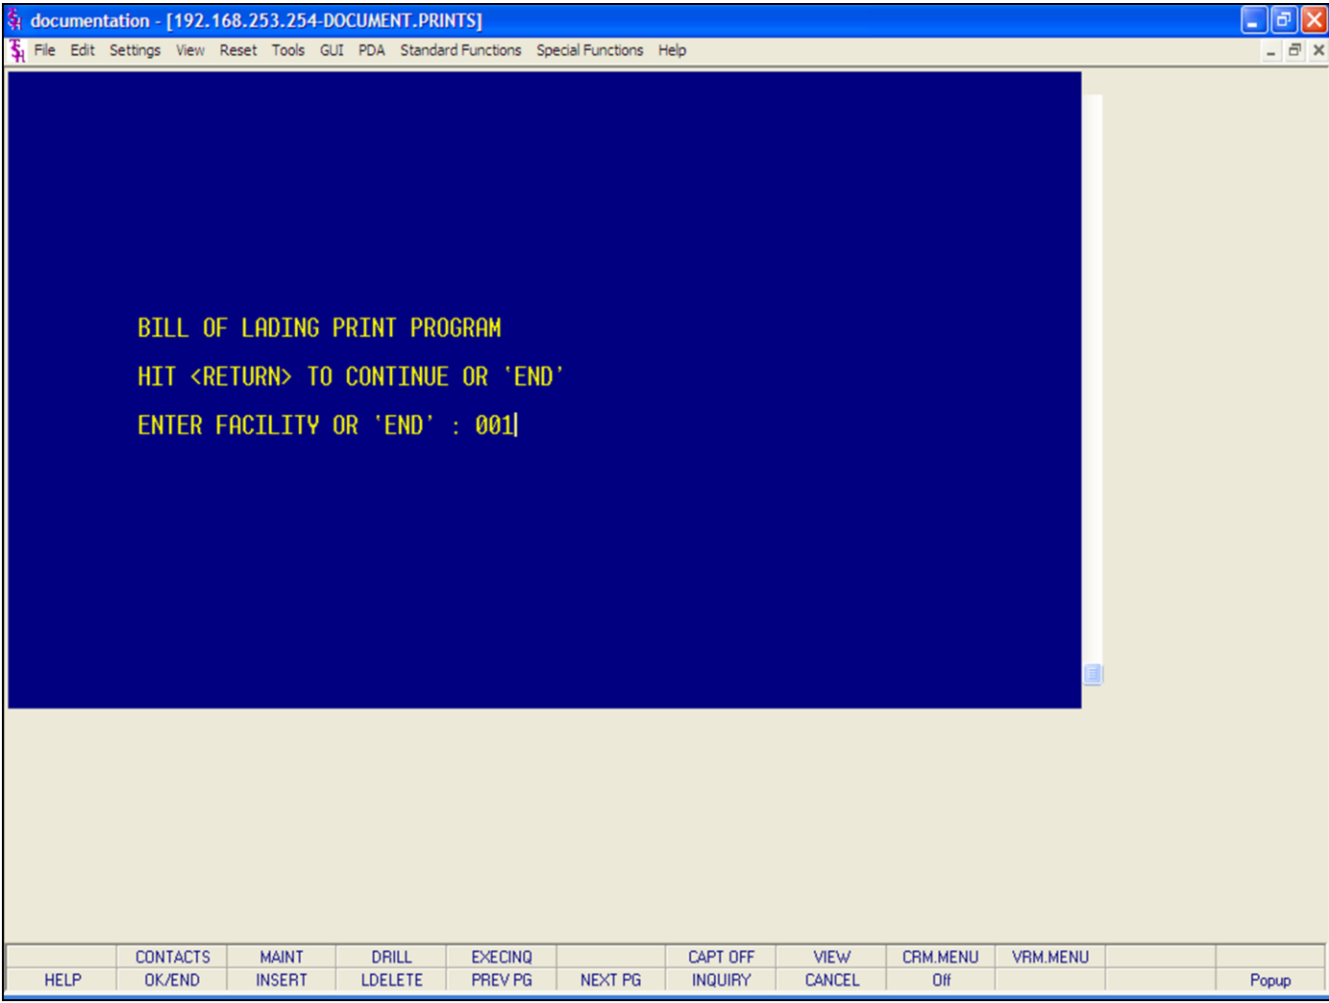 documentation - [192.168.253.254-DOCUMENT.PRINTS]
File Edit Settings View Reset Tools GUI PDA Standard Functions Special Functions Help
BILL OF LADING PRINT PROGRAM
HIT <RETURN> TO CONTINUE OR 'END'
ENTER FACILITY OR 'END' : 001
CONTACTS MAINT DRILL EXECINQ CAPT OFF VIEW CRM.MENU VRM.MENU
HELP OK/END INSERT LDELETE PREV PG NEXT PG INQUIRY CANCEL Off Popup